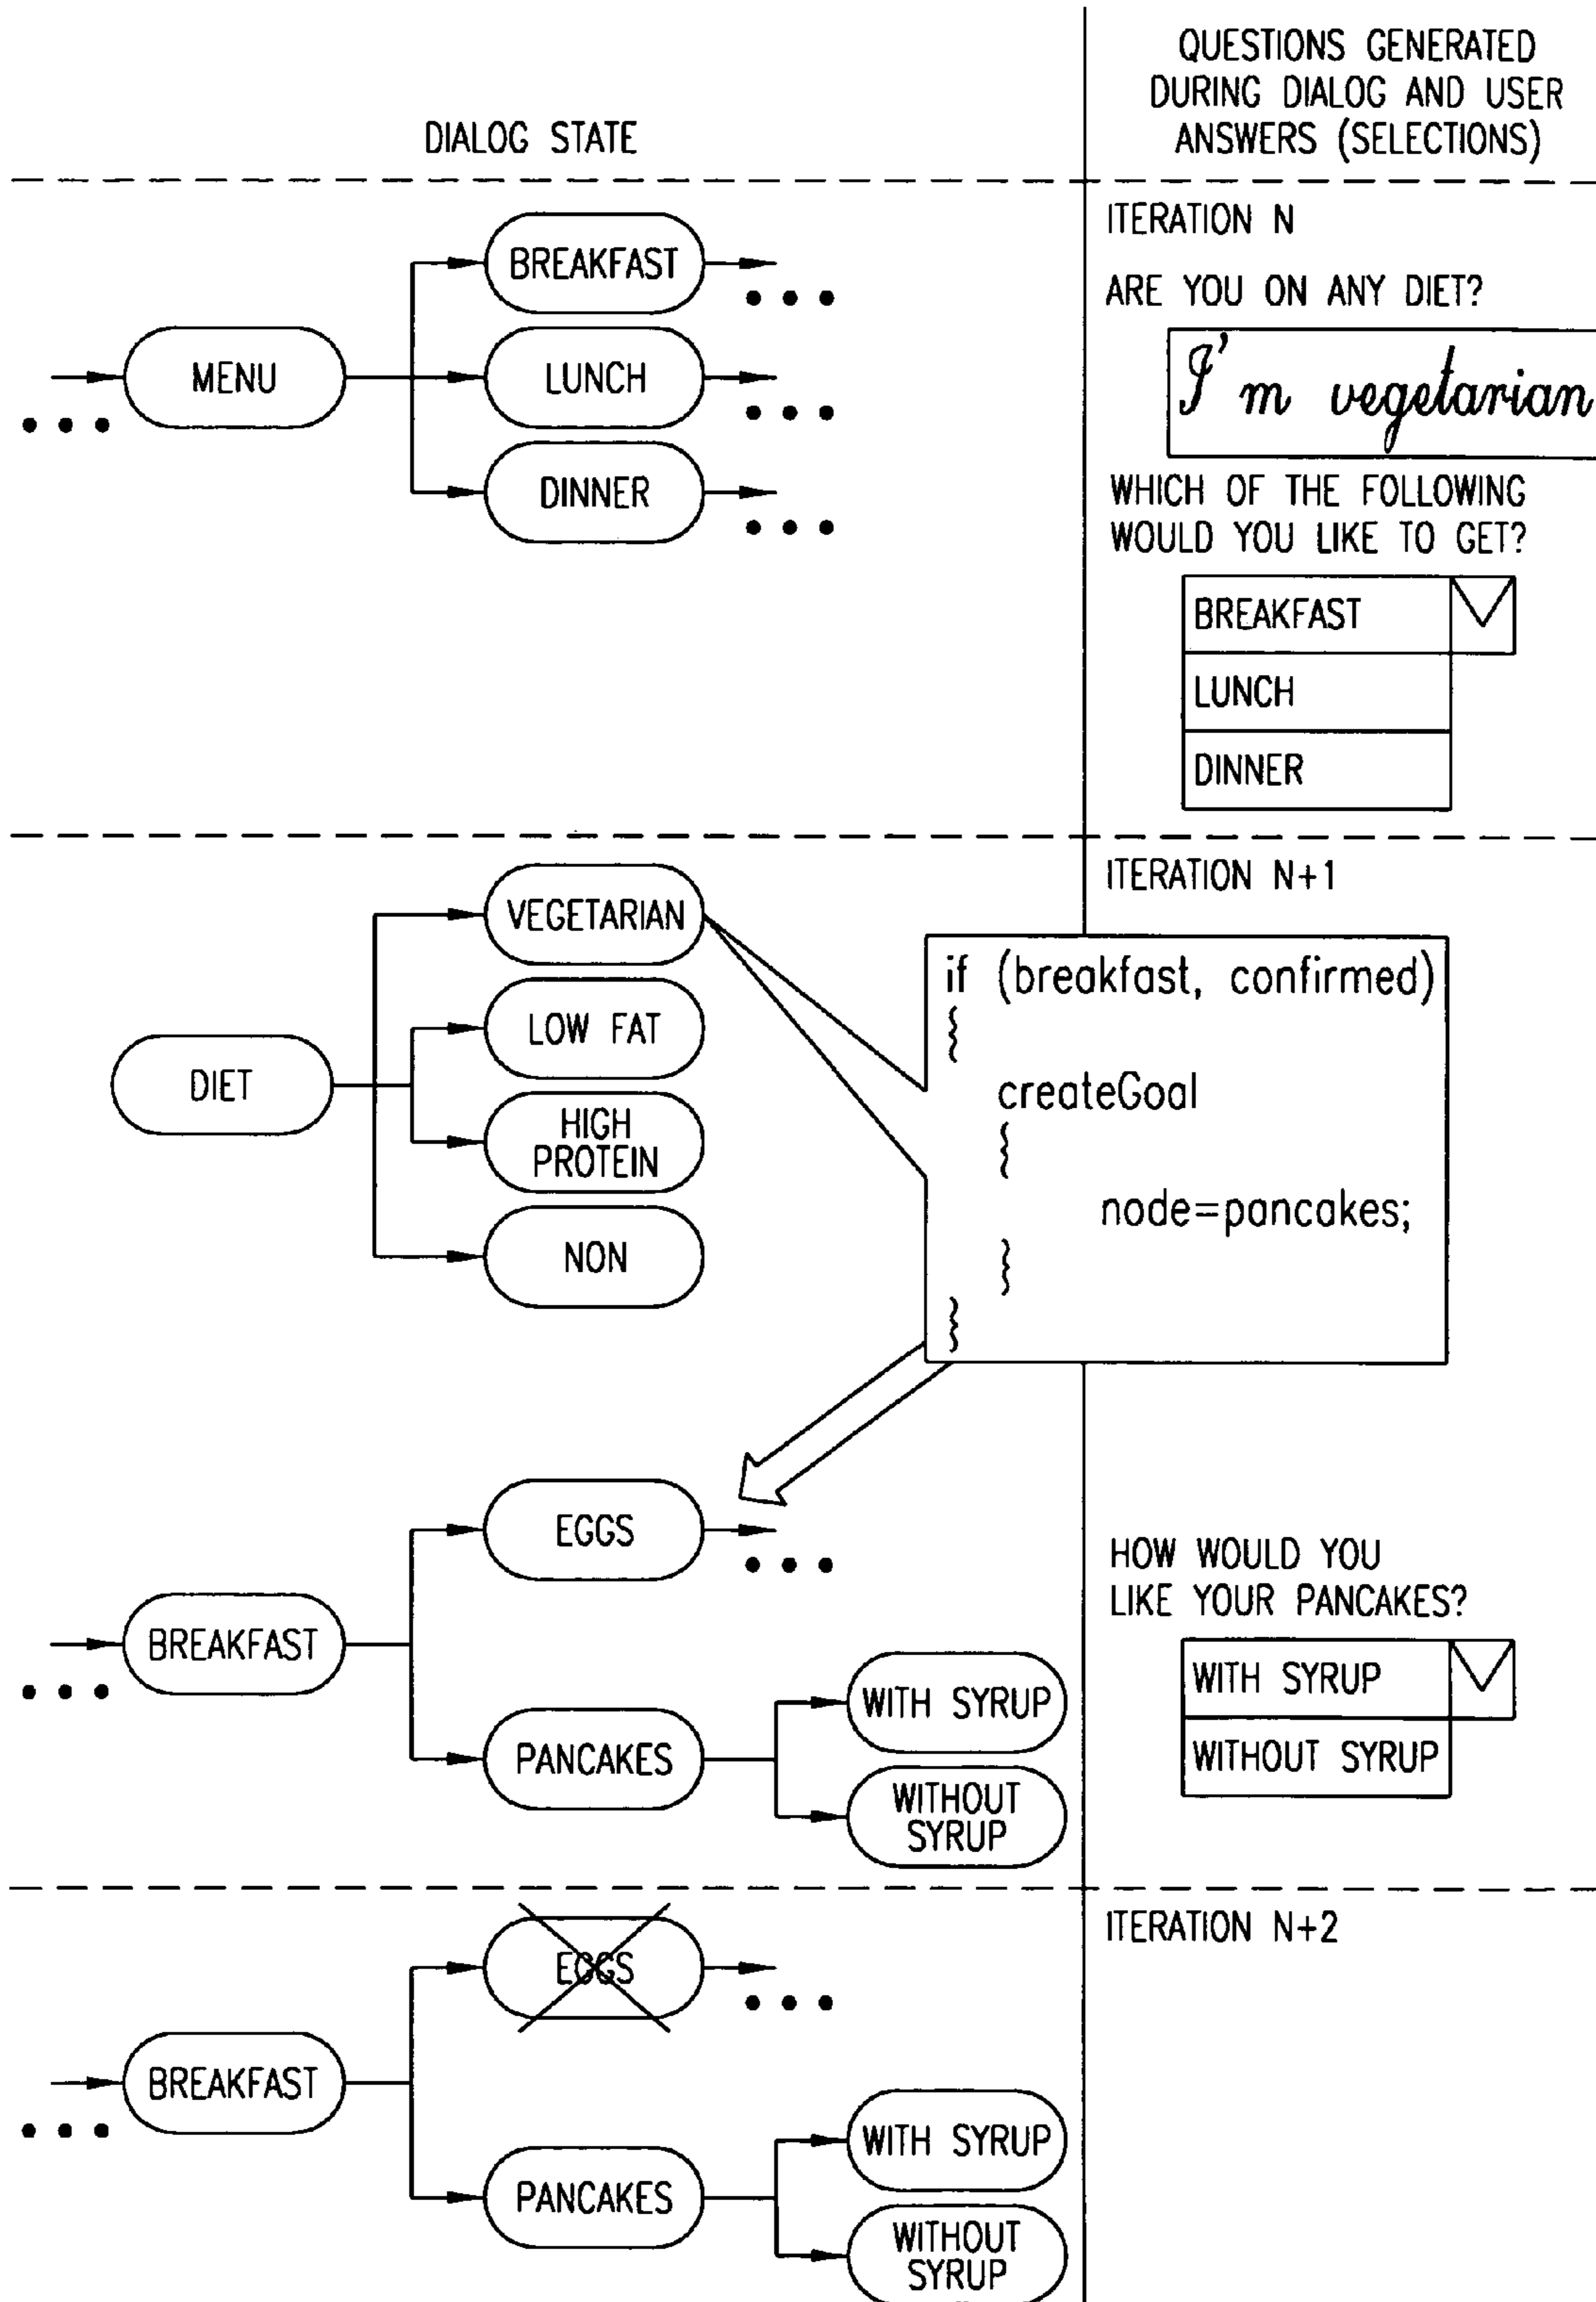 DIALOG STATE
QUESTIONS GENERATED
DURING DIALOG AND USER
ANSWERS (SELECTIONS)
MENU
BREAKFAST
LUNCH
DINNER
ITERATION N
ARE YOU ON ANY DIET?
I'm vegetarian
WHICH OF THE FOLLOWING
WOULD YOU LIKE TO GET?
BREAKFAST
LUNCH
DINNER
ITERATION N+1
DIET
VEGETARIAN
LOW FAT
HIGH
PROTEIN
NON
if (breakfast, confirmed)
{
createGoal
{
node=pancakes;
}
}
BREAKFAST
EGGS
PANCAKES
WITH SYRUP
WITHOUT
SYRUP
HOW WOULD YOU
LIKE YOUR PANCAKES?
WITH SYRUP
WITHOUT SYRUP
ITERATION N+2
BREAKFAST
EGGS
PANCAKES
WITH SYRUP
WITHOUT
SYRUP